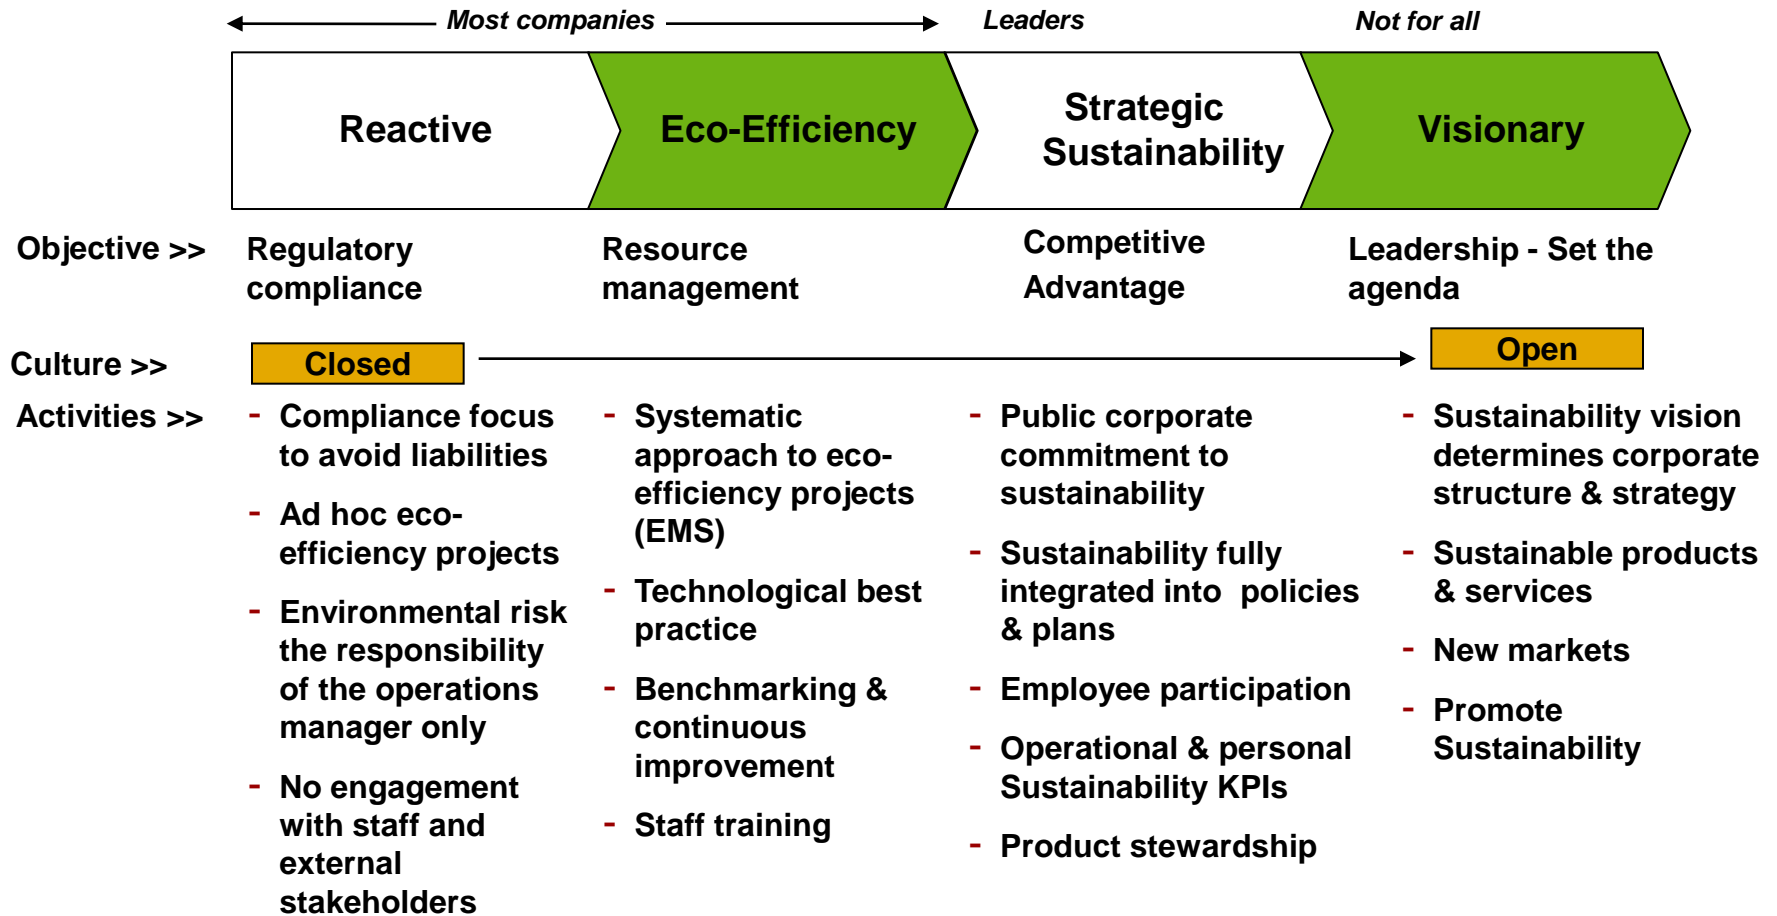 Most companies
Leaders
Not for all
Reactive
Eco-Efficiency
Strategic
Sustainability
Visionary
Objective >>
Regulatory
compliance
Resource
management
Competitive
Advantage
Leadership - Set the
agenda
Culture >>
Closed
Open
Activities >>
- Compliance focus
to avoid liabilities
- Ad hoc eco-
efficiency projects
- Environmental risk
the responsibility
of the operations
manager only
- No engagement
with staff and
external
stakeholders
- Systematic
approach to eco-
efficiency projects
(EMS)
- Technological best
practice
- Benchmarking &
continuous
improvement
- Staff training
- Public corporate
commitment to
sustainability
- Sustainability fully
integrated into  policies
& plans
- Employee participation
- Operational & personal
Sustainability KPIs
- Product stewardship
- Sustainability vision
determines corporate
structure & strategy
- Sustainable products
& services
- New markets
- Promote
Sustainability